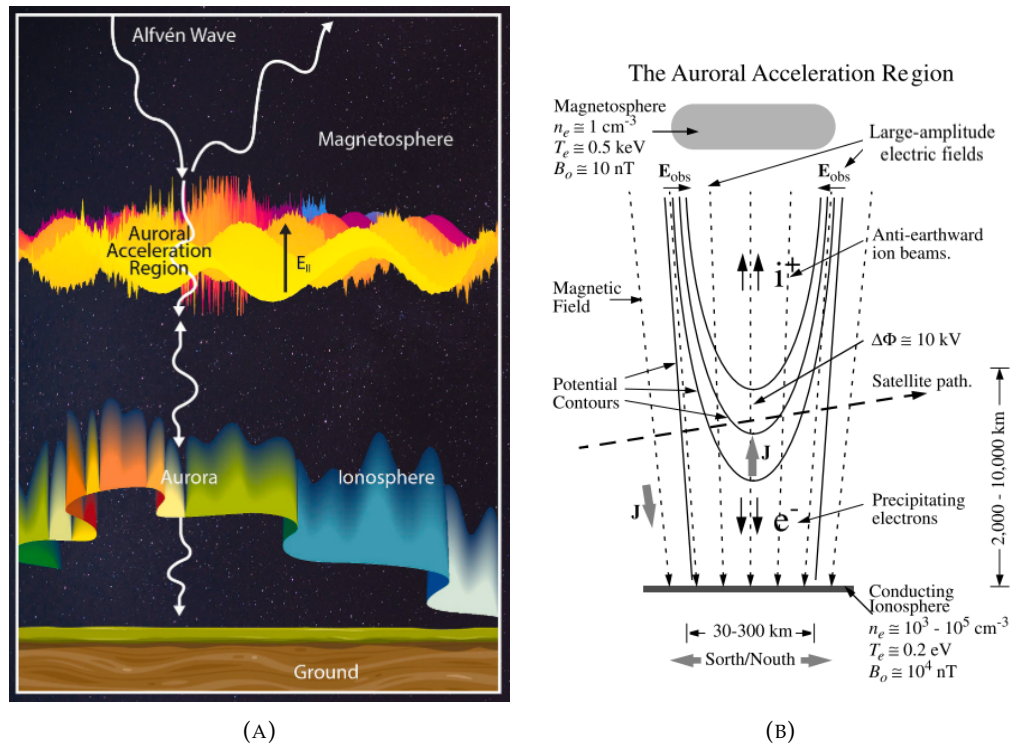 Alfvén Wave
Magnetosphere
Auroral
Acceleration
Region
E||
Aurora
Ionosphere
Ground
(A)
The Auroral Acceleration Region
Magnetosphere
nₑ ≅ 1 cm⁻³
Tₑ ≅ 0.5 keV
Bₒ ≅ 10 nT
Large-amplitude
electric fields
E_obs
E_obs
i⁺
Anti-earthward
ion beams.
Magnetic
Field
ΔΦ ≅ 10 kV
Potential
Contours
Satellite path.
J
J
2,000 - 10,000 km
e⁻
Precipitating
electrons
Conducting
Ionosphere
nₑ ≅ 10³ - 10⁵ cm⁻³
Tₑ ≅ 0.2 eV
Bₒ ≅ 10⁴ nT
30-300 km
Sorth/Nouth
(B)